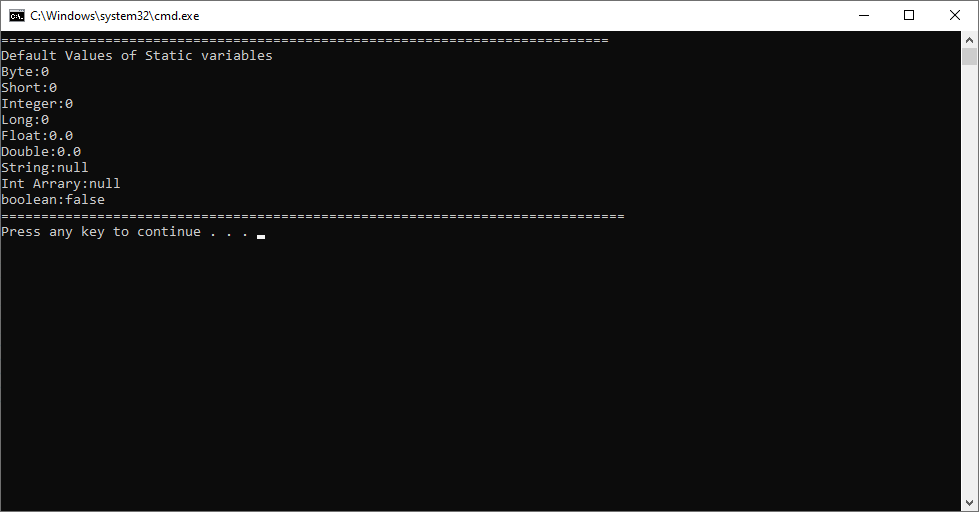 C:\Windows\system32\cmd.exe
============================================================================
Default Values of Static variables
Byte:0
Short:0
Integer:0
Long:0
Float:0.0
Double:0.0
String:null
Int Arrary:null
boolean:false
==============================================================================
Press any key to continue . . .